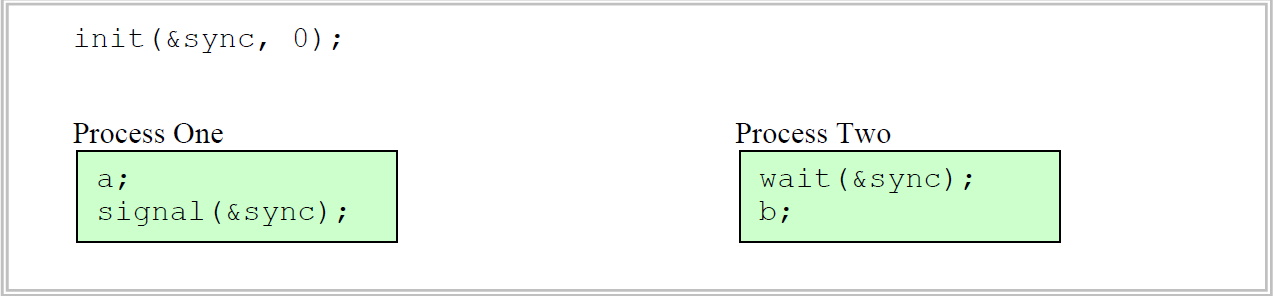 init(&sync, 0);
Process One
a;
signal(&sync);
Process Two
wait(&sync);
b;